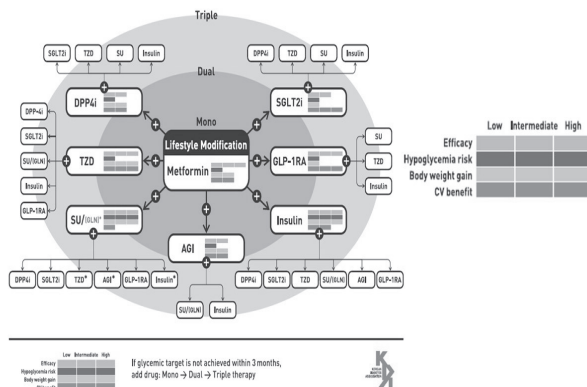 Triple
SGLT2i TZD SU Insulin
DPP4i TZD SU Insulin
Dual
DPP4i
SGLT2i
Mono
DPP-4i
SGLT2i
SU/(GLN)
Insulin
GLP-1RA
TZD
Lifestyle Modification
Metformin
GLP-1RA
SU
TZD
Insulin
SU/(GLN)*
AGI
Insulin
DPP4i SGLT2i TZD* AGI* GLP-1RA Insulin*
SU/(GLN) Insulin
DPP4i SGLT2i TZD SU/(GLN) AGI GLP-1RA
Low Intermediate High
Efficacy
Hypoglycemia risk
Body weight gain
CV benefit
Low Intermediate High
Efficacy
Hypoglycemia risk
Body weight gain
If glycemic target is not achieved within 3 months,
add drug: Mono → Dual → Triple therapy